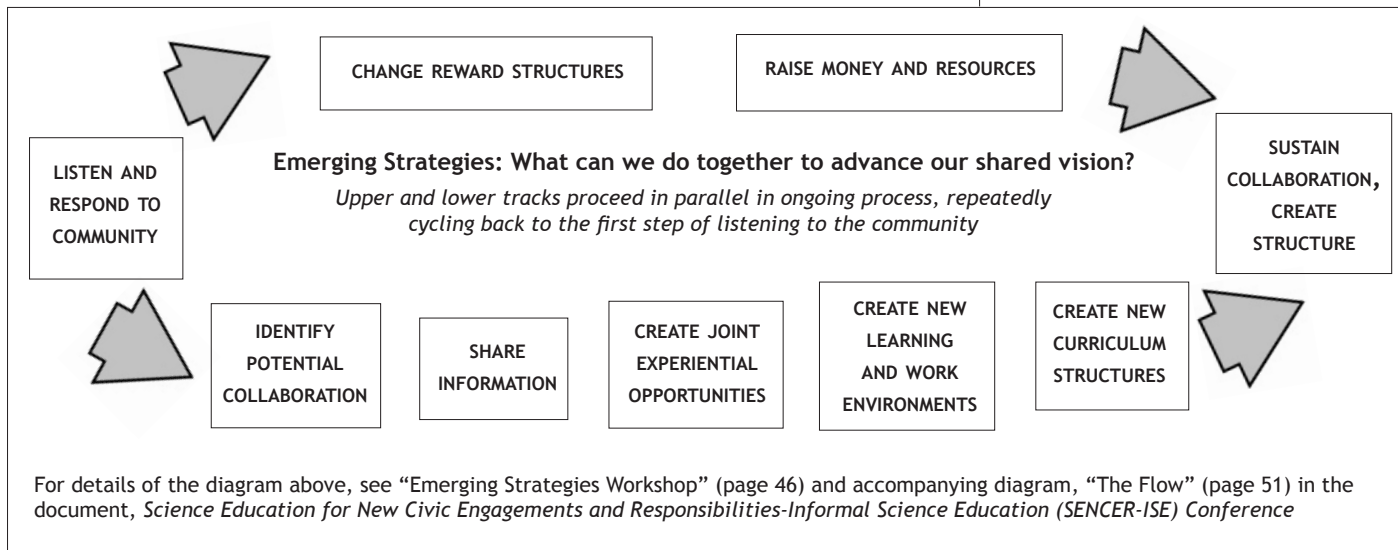 CHANGE REWARD STRUCTURES
RAISE MONEY AND RESOURCES
LISTEN AND
RESPOND TO
COMMUNITY
Emerging Strategies: What can we do together to advance our shared vision?
Upper and lower tracks proceed in parallel in ongoing process, repeatedly
cycling back to the first step of listening to the community
SUSTAIN
COLLABORATION,
CREATE
STRUCTURE
IDENTIFY
POTENTIAL
COLLABORATION
SHARE
INFORMATION
CREATE JOINT
EXPERIENTIAL
OPPORTUNITIES
CREATE NEW
LEARNING
AND WORK
ENVIRONMENTS
CREATE NEW
CURRICULUM
STRUCTURES
For details of the diagram above, see “Emerging Strategies Workshop” (page 46) and accompanying diagram, “The Flow” (page 51) in the
document, Science Education for New Civic Engagements and Responsibilities-Informal Science Education (SENCER-ISE) Conference